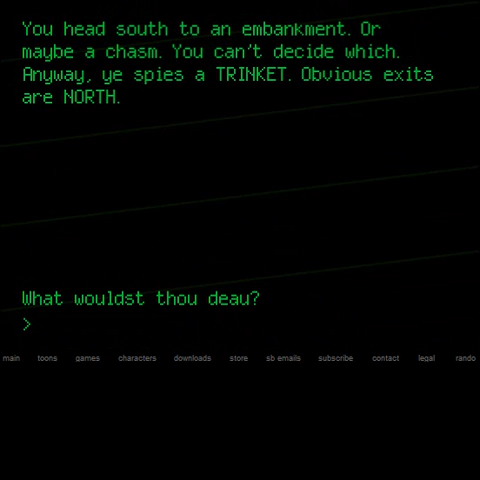 You head south to an embankment. Or
maybe a chasm. You can't decide which.
Anyway, ye spies a TRINKET. Obvious exits
are NORTH.
What wouldst thou deau?
>
main toons games characters downloads store sb emails subscribe contact legal rando